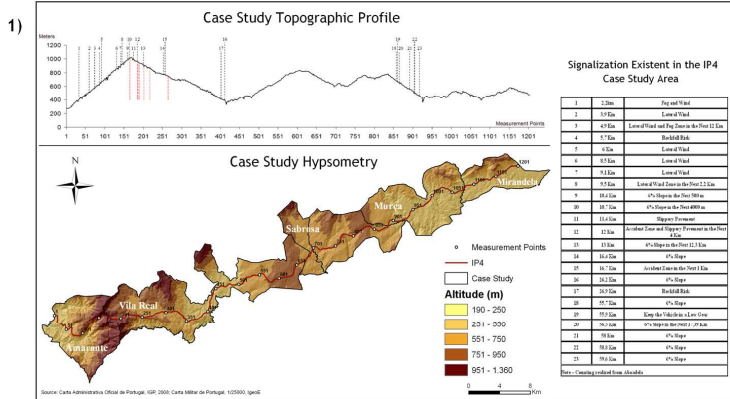 1)
Case Study Topographic Profile
Meters
1200
1000
800
600
400
200
0
Measurement Points
1 51 101 151 201 251 301 351 401 451 501 551 601 651 701 751 801 851 901 951 1001 1051 1101 1151 1201
Case Study Hypsometry
N
Mirandela
Murça
Sabrosa
Vila Real
Amarante
Measurement Points
IP4
Case Study
Altitude (m)
190 - 250
251 - 550
551 - 750
751 - 950
951 - 1.360
0 4 8
Km
Source: Carta Administrativa Oficial de Portugal, IGP, 2008; Carta Militar de Portugal, 1/25000, IgeoE
Signalization Existent in the IP4
Case Study Area
1 2,2km Fog and Wind
2 3,9 Km Lateral Wind
3 4,9 Km Lateral Wind and Fog Zone in the Next 12 Km
4 5,7 Km Rockfall Risk
5 6 Km Lateral Wind
6 8,5 Km Lateral Wind
7 9,1 Km Lateral Wind
8 9,5 Km Lateral Wind Zone in the Next 2,2 Km
9 10,4 Km 6% Slope in the Next 500 m
10 10,7 Km 6% Slope in the Next 4000 m
11 11,4 Km Slippery Pavement
12 12 Km Accident Zone and Slippery Pavement in the Next
4 Km
13 13 Km 6% Slope in the Next 12,3 Km
14 16,4 Km 6% Slope
15 16,7 Km Accident Zone in the Next 1 Km
16 26,2 Km 6% Slope
17 26,9 Km Rockfall Risk
18 55,7 Km 6% Slope
19 55,9 Km Keep the Vehicle in a Low Gear
20 56,5 Km 6% Slope in the Next
21 58 Km 6% Slope
22 58,8 Km 6% Slope
23 59,6 Km 6% Slope
Note - Counting realized from